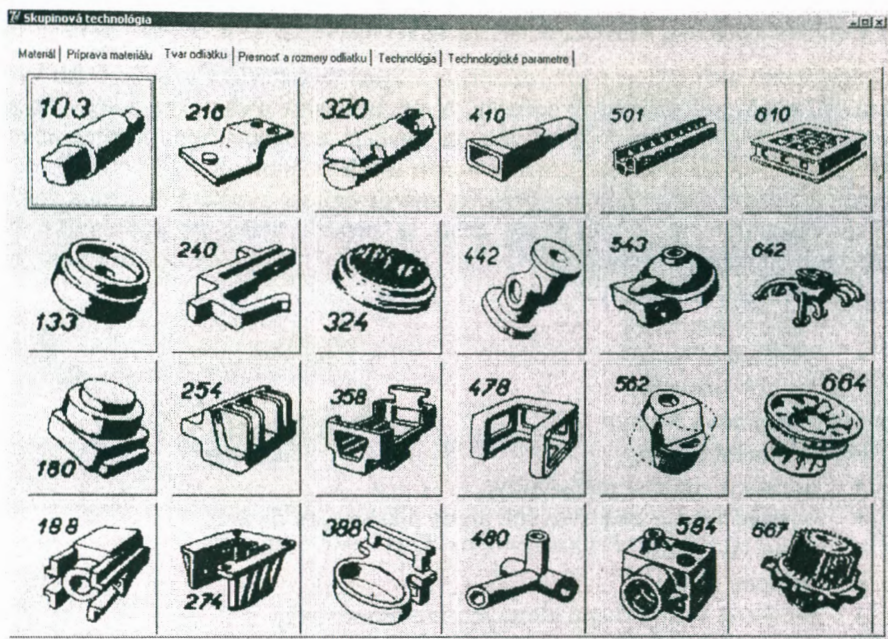 Skupinová technológia
Materiál | Príprava materiálu Tvar odliatku | Presnosť a rozmery odliatku | Technológia | Technologické parametre |
103 216 320 410 501 610
133 240 324 442 543 642
180 254 358 478 562 664
188 274 388 480 584 667